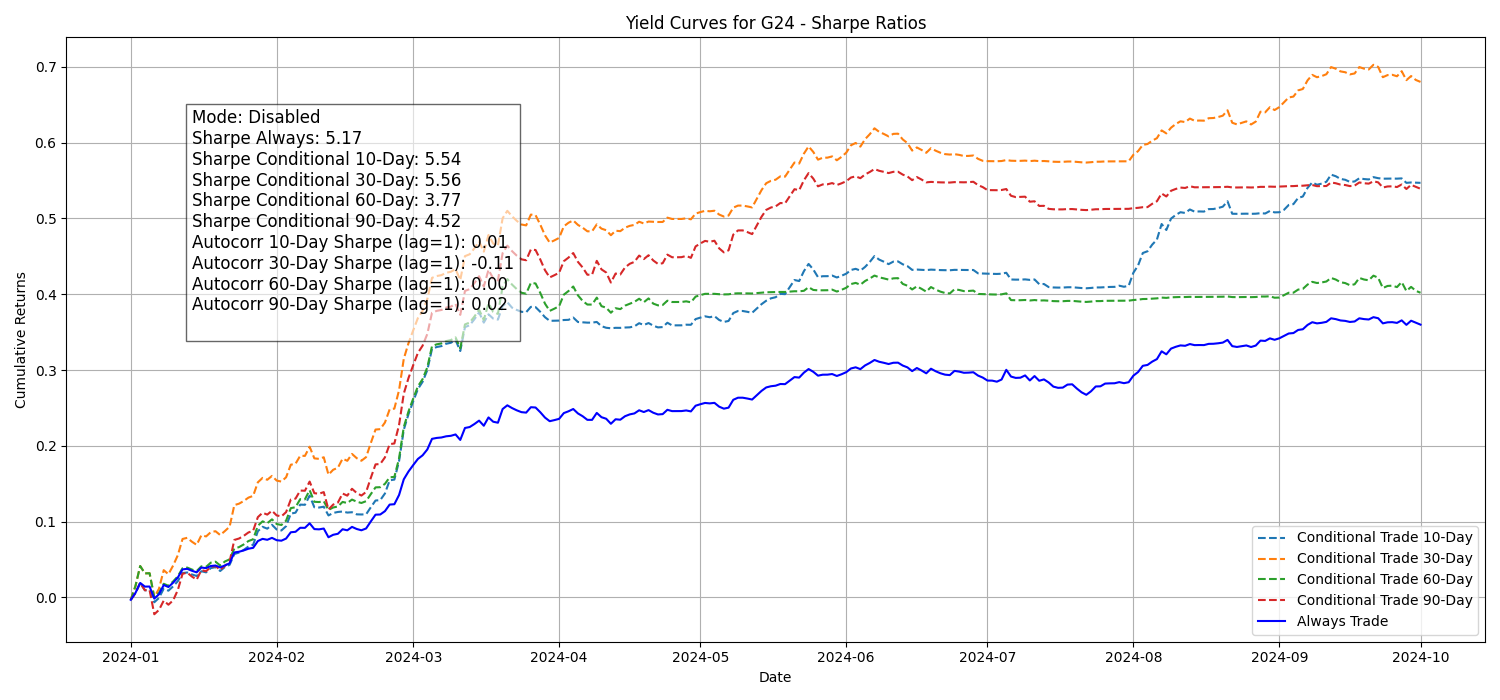 Yield Curves for G24 - Sharpe Ratios
Cumulative Returns
0.7
0.6
0.5
0.4
0.3
0.2
0.1
0.0
Mode: Disabled
Sharpe Always: 5.17
Sharpe Conditional 10-Day: 5.54
Sharpe Conditional 30-Day: 5.56
Sharpe Conditional 60-Day: 3.77
Sharpe Conditional 90-Day: 4.52
Autocorr 10-Day Sharpe (lag=1): 0.01
Autocorr 30-Day Sharpe (lag=1): -0.11
Autocorr 60-Day Sharpe (lag=1): 0.00
Autocorr 90-Day Sharpe (lag=1): 0.02
Conditional Trade 10-Day
Conditional Trade 30-Day
Conditional Trade 60-Day
Conditional Trade 90-Day
Always Trade
2024-01 2024-02 2024-03 2024-04 2024-05 2024-06 2024-07 2024-08 2024-09 2024-10
Date